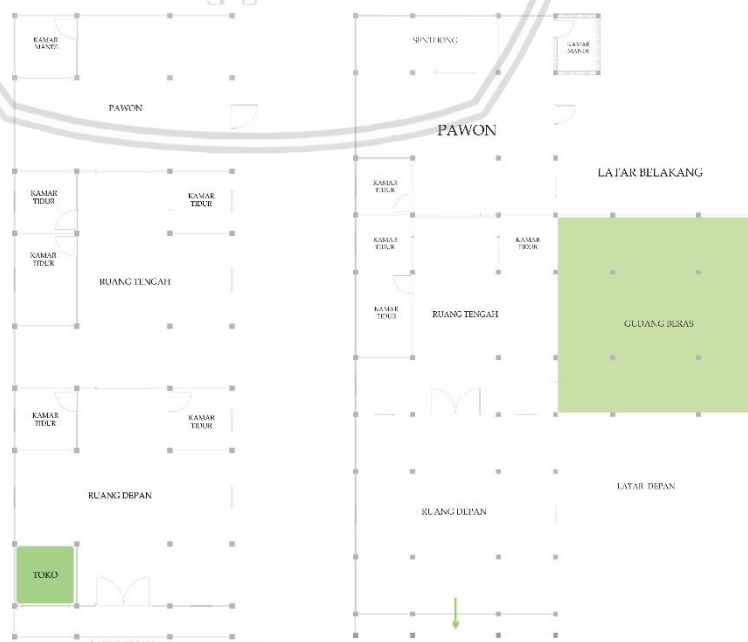 KAMAR
MANDI
PAWON
KAMAR
TIDUR
KAMAR
TIDUR
KAMAR
TIDUR
RUANG TENGAH
KAMAR
TIDUR
KAMAR
TIDUR
RUANG DEPAN
TOKO
SENTHONG
KAMAR
MANDI
PAWON
LATAR BELAKANG
KAMAR
TIDUR
KAMAR
TIDUR
KAMAR
TIDUR
KAMAR
TIDUR
RUANG TENGAH
GUDANG BERAS
LATAR DEPAN
RUANG DEPAN